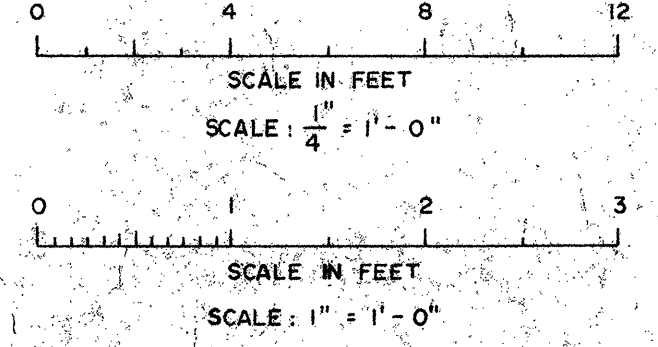 0 4 8 12
SCALE IN FEET
SCALE: 1/4" = 1'-0"
0 1 2 3
SCALE IN FEET
SCALE: 1" = 1'-0"